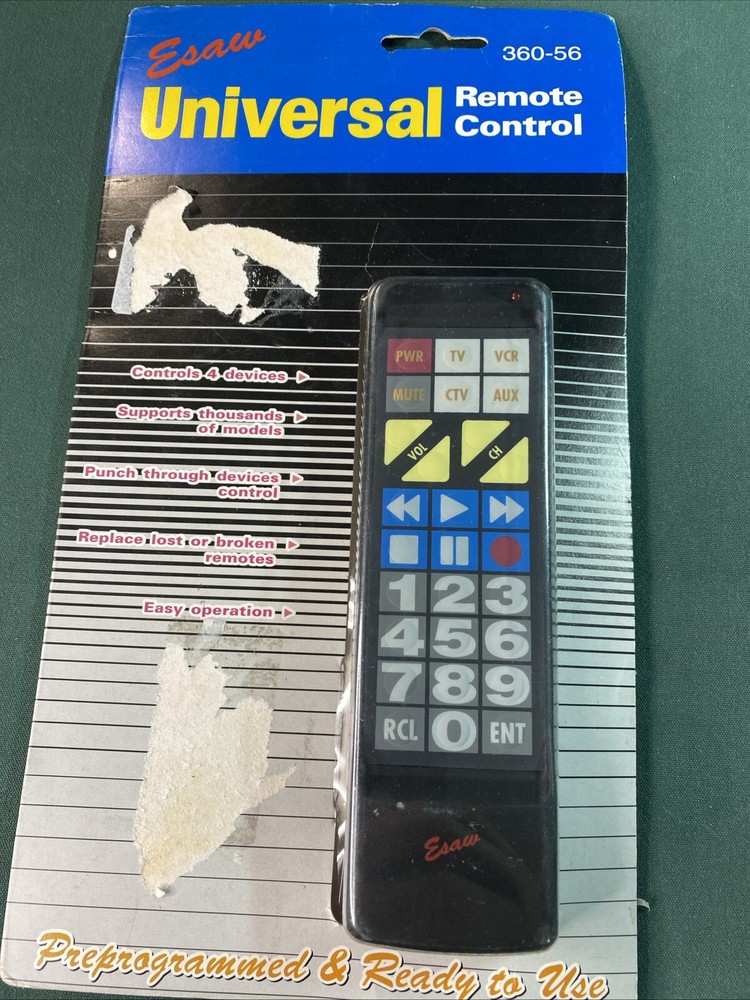 Esaw
360-56
Universal Remote
Control
Controls 4 devices
Supports thousands
of models
Punch through devices
control
Replace lost or broken
remotes
Easy operation
PWR TV VCR
MUTE CTV AUX
VOL CH
1 2 3
4 5 6
7 8 9
RCL 0 ENT
Esaw
Preprogrammed & Ready to Use